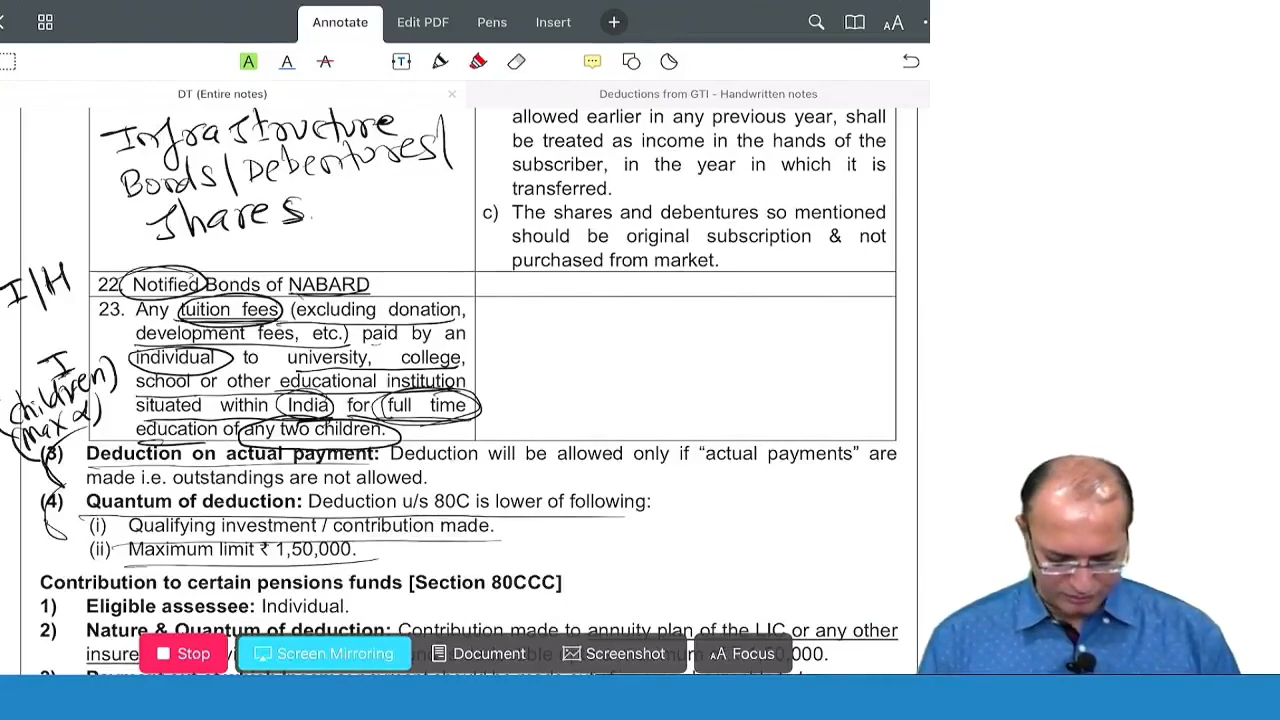 Annotate
Edit PDF
Pens
Insert
AA
A
A
A
T
DT (Entire notes)
Deductions from GTI - Handwritten notes
Infrastructure
Bonds/Debentures/
Shares.
allowed earlier in any previous year, shall
be treated as income in the hands of the
subscriber, in the year in which it is
transferred.
c) The shares and debentures so mentioned
should be original subscription & not
purchased from market.
I/H
22. Notified Bonds of NABARD
23. Any tuition fees (excluding donation,
development fees, etc.) paid by an
individual to university, college,
school or other educational institution
situated within India for full time
education of any two children.
I
(children)
(max 2)
(3) Deduction on actual payment: Deduction will be allowed only if “actual payments” are
made i.e. outstandings are not allowed.
(4) Quantum of deduction: Deduction u/s 80C is lower of following:
(i) Qualifying investment / contribution made.
(ii) Maximum limit ₹ 1,50,000.
Contribution to certain pensions funds [Section 80CCC]
1) Eligible assessee: Individual.
2) Nature & Quantum of deduction: Contribution made to annuity plan of the LIC or any other
insure
Stop
Screen Mirroring
Document
Screenshot
AA Focus